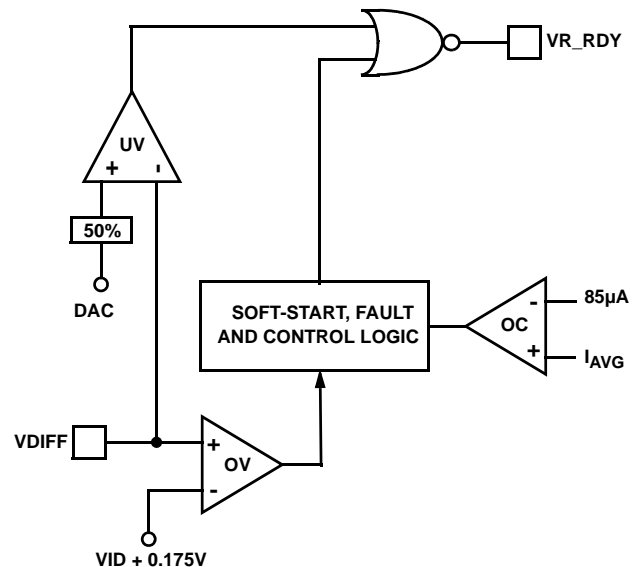 VR_RDY
UV
+ -
50%
DAC
SOFT-START, FAULT
AND CONTROL LOGIC
- 85µA
OC
+ IAVG
VDIFF
+
OV
-
VID + 0.175V